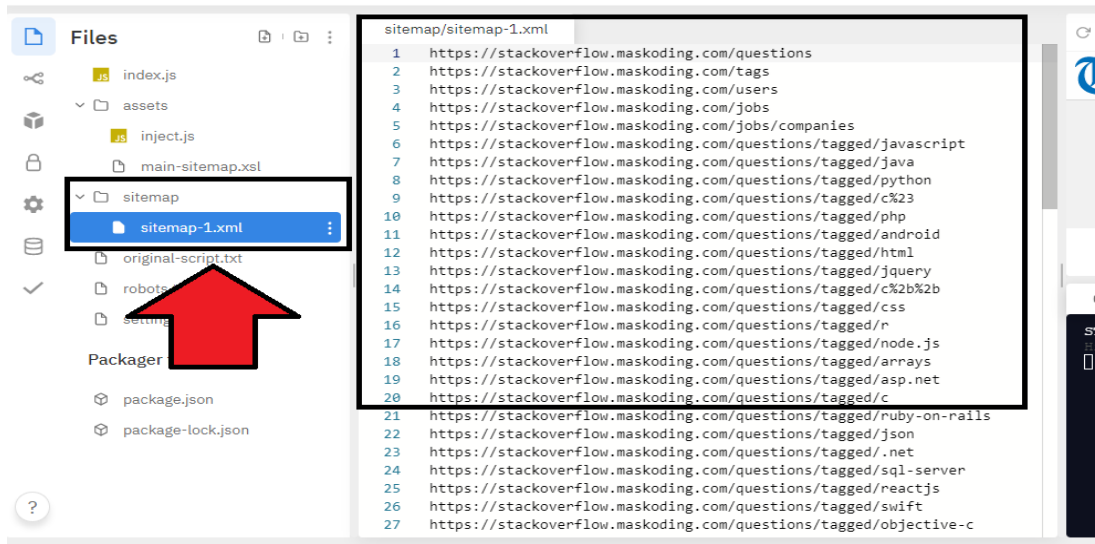 Files
index.js
assets
inject.js
main-sitemap.xsl
sitemap
sitemap-1.xml
original-script.txt
robots
Packager
package.json
package-lock.json
?
sitemap/sitemap-1.xml
1 https://stackoverflow.maskoding.com/questions
2 https://stackoverflow.maskoding.com/tags
3 https://stackoverflow.maskoding.com/users
4 https://stackoverflow.maskoding.com/jobs
5 https://stackoverflow.maskoding.com/jobs/companies
6 https://stackoverflow.maskoding.com/questions/tagged/javascript
7 https://stackoverflow.maskoding.com/questions/tagged/java
8 https://stackoverflow.maskoding.com/questions/tagged/python
9 https://stackoverflow.maskoding.com/questions/tagged/c%23
10 https://stackoverflow.maskoding.com/questions/tagged/php
11 https://stackoverflow.maskoding.com/questions/tagged/android
12 https://stackoverflow.maskoding.com/questions/tagged/html
13 https://stackoverflow.maskoding.com/questions/tagged/jquery
14 https://stackoverflow.maskoding.com/questions/tagged/c%2b%2b
15 https://stackoverflow.maskoding.com/questions/tagged/css
16 https://stackoverflow.maskoding.com/questions/tagged/r
17 https://stackoverflow.maskoding.com/questions/tagged/node.js
18 https://stackoverflow.maskoding.com/questions/tagged/arrays
19 https://stackoverflow.maskoding.com/questions/tagged/asp.net
20 https://stackoverflow.maskoding.com/questions/tagged/c
21 https://stackoverflow.maskoding.com/questions/tagged/ruby-on-rails
22 https://stackoverflow.maskoding.com/questions/tagged/json
23 https://stackoverflow.maskoding.com/questions/tagged/.net
24 https://stackoverflow.maskoding.com/questions/tagged/sql-server
25 https://stackoverflow.maskoding.com/questions/tagged/reactjs
26 https://stackoverflow.maskoding.com/questions/tagged/swift
27 https://stackoverflow.maskoding.com/questions/tagged/objective-c